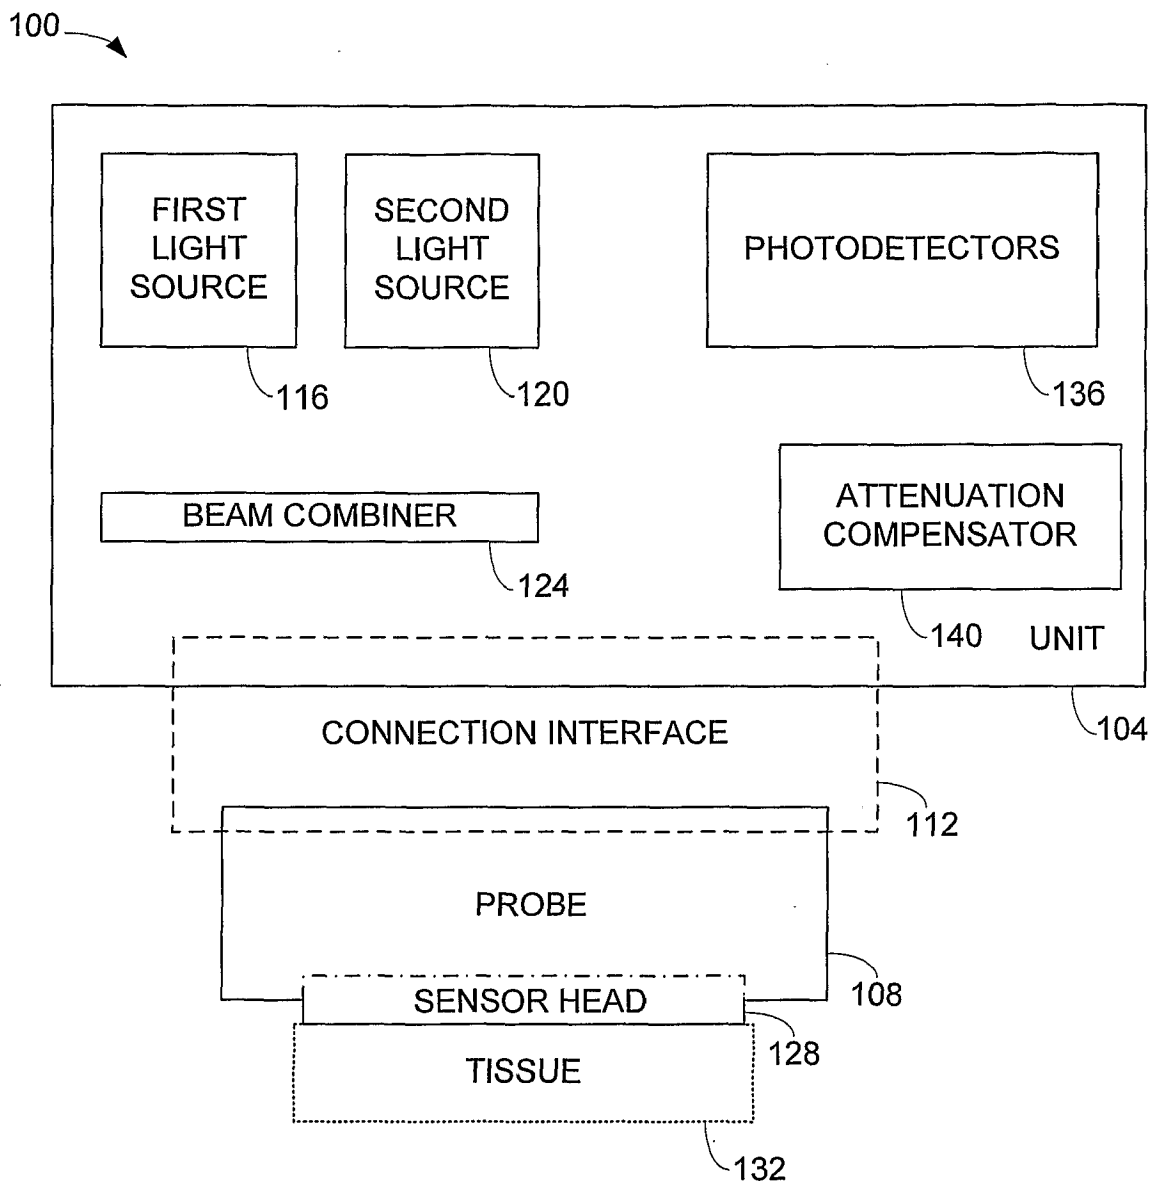 100
FIRST
LIGHT
SOURCE
SECOND
LIGHT
SOURCE
PHOTODETECTORS
116
120
136
BEAM COMBINER
124
ATTENUATION
COMPENSATOR
140
UNIT
104
CONNECTION INTERFACE
112
PROBE
108
SENSOR HEAD
128
TISSUE
132